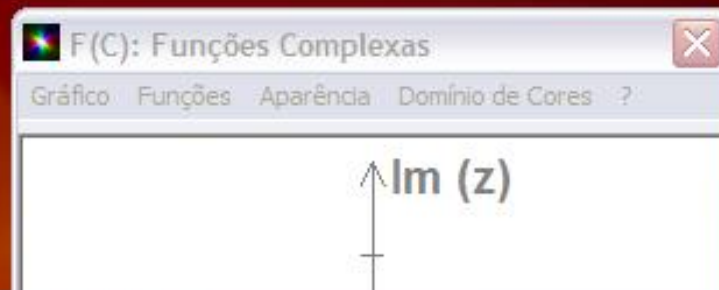 F(C): Funções Complexas
Gráfico Funções Aparência Domínio de Cores ?
Im (z)